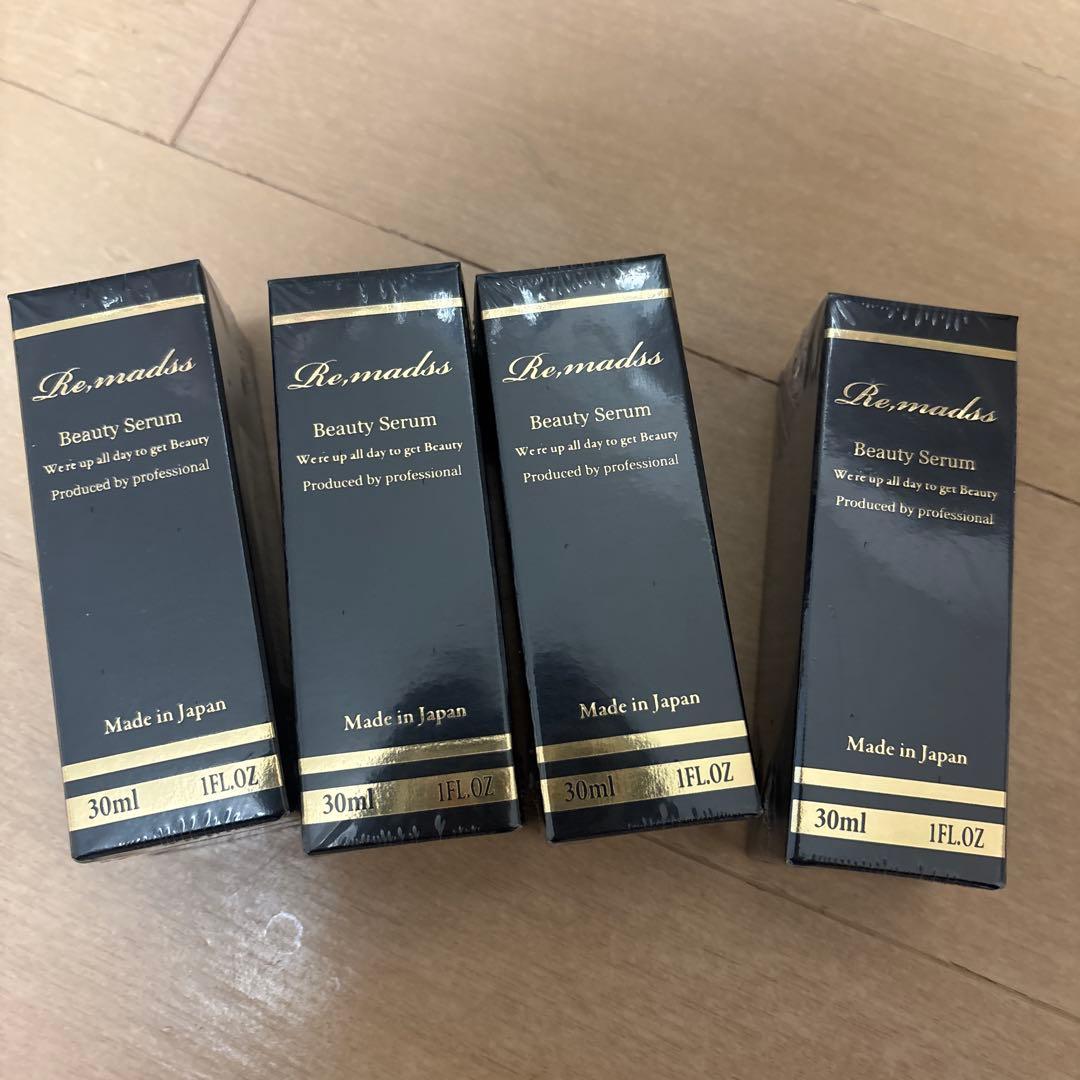 Re,madss
Beauty Serum
We're up all day to get Beauty
Produced by professional
Made in Japan
30ml 1FL.OZ
Re,madss
Beauty Serum
We're up all day to get Beauty
Produced by professional
Made in Japan
30ml 1FL.OZ
Re,madss
Beauty Serum
We're up all day to get Beauty
Produced by professional
Made in Japan
30ml 1FL.OZ
Re,madss
Beauty Serum
We're up all day to get Beauty
Produced by professional
Made in Japan
30ml 1FL.OZ